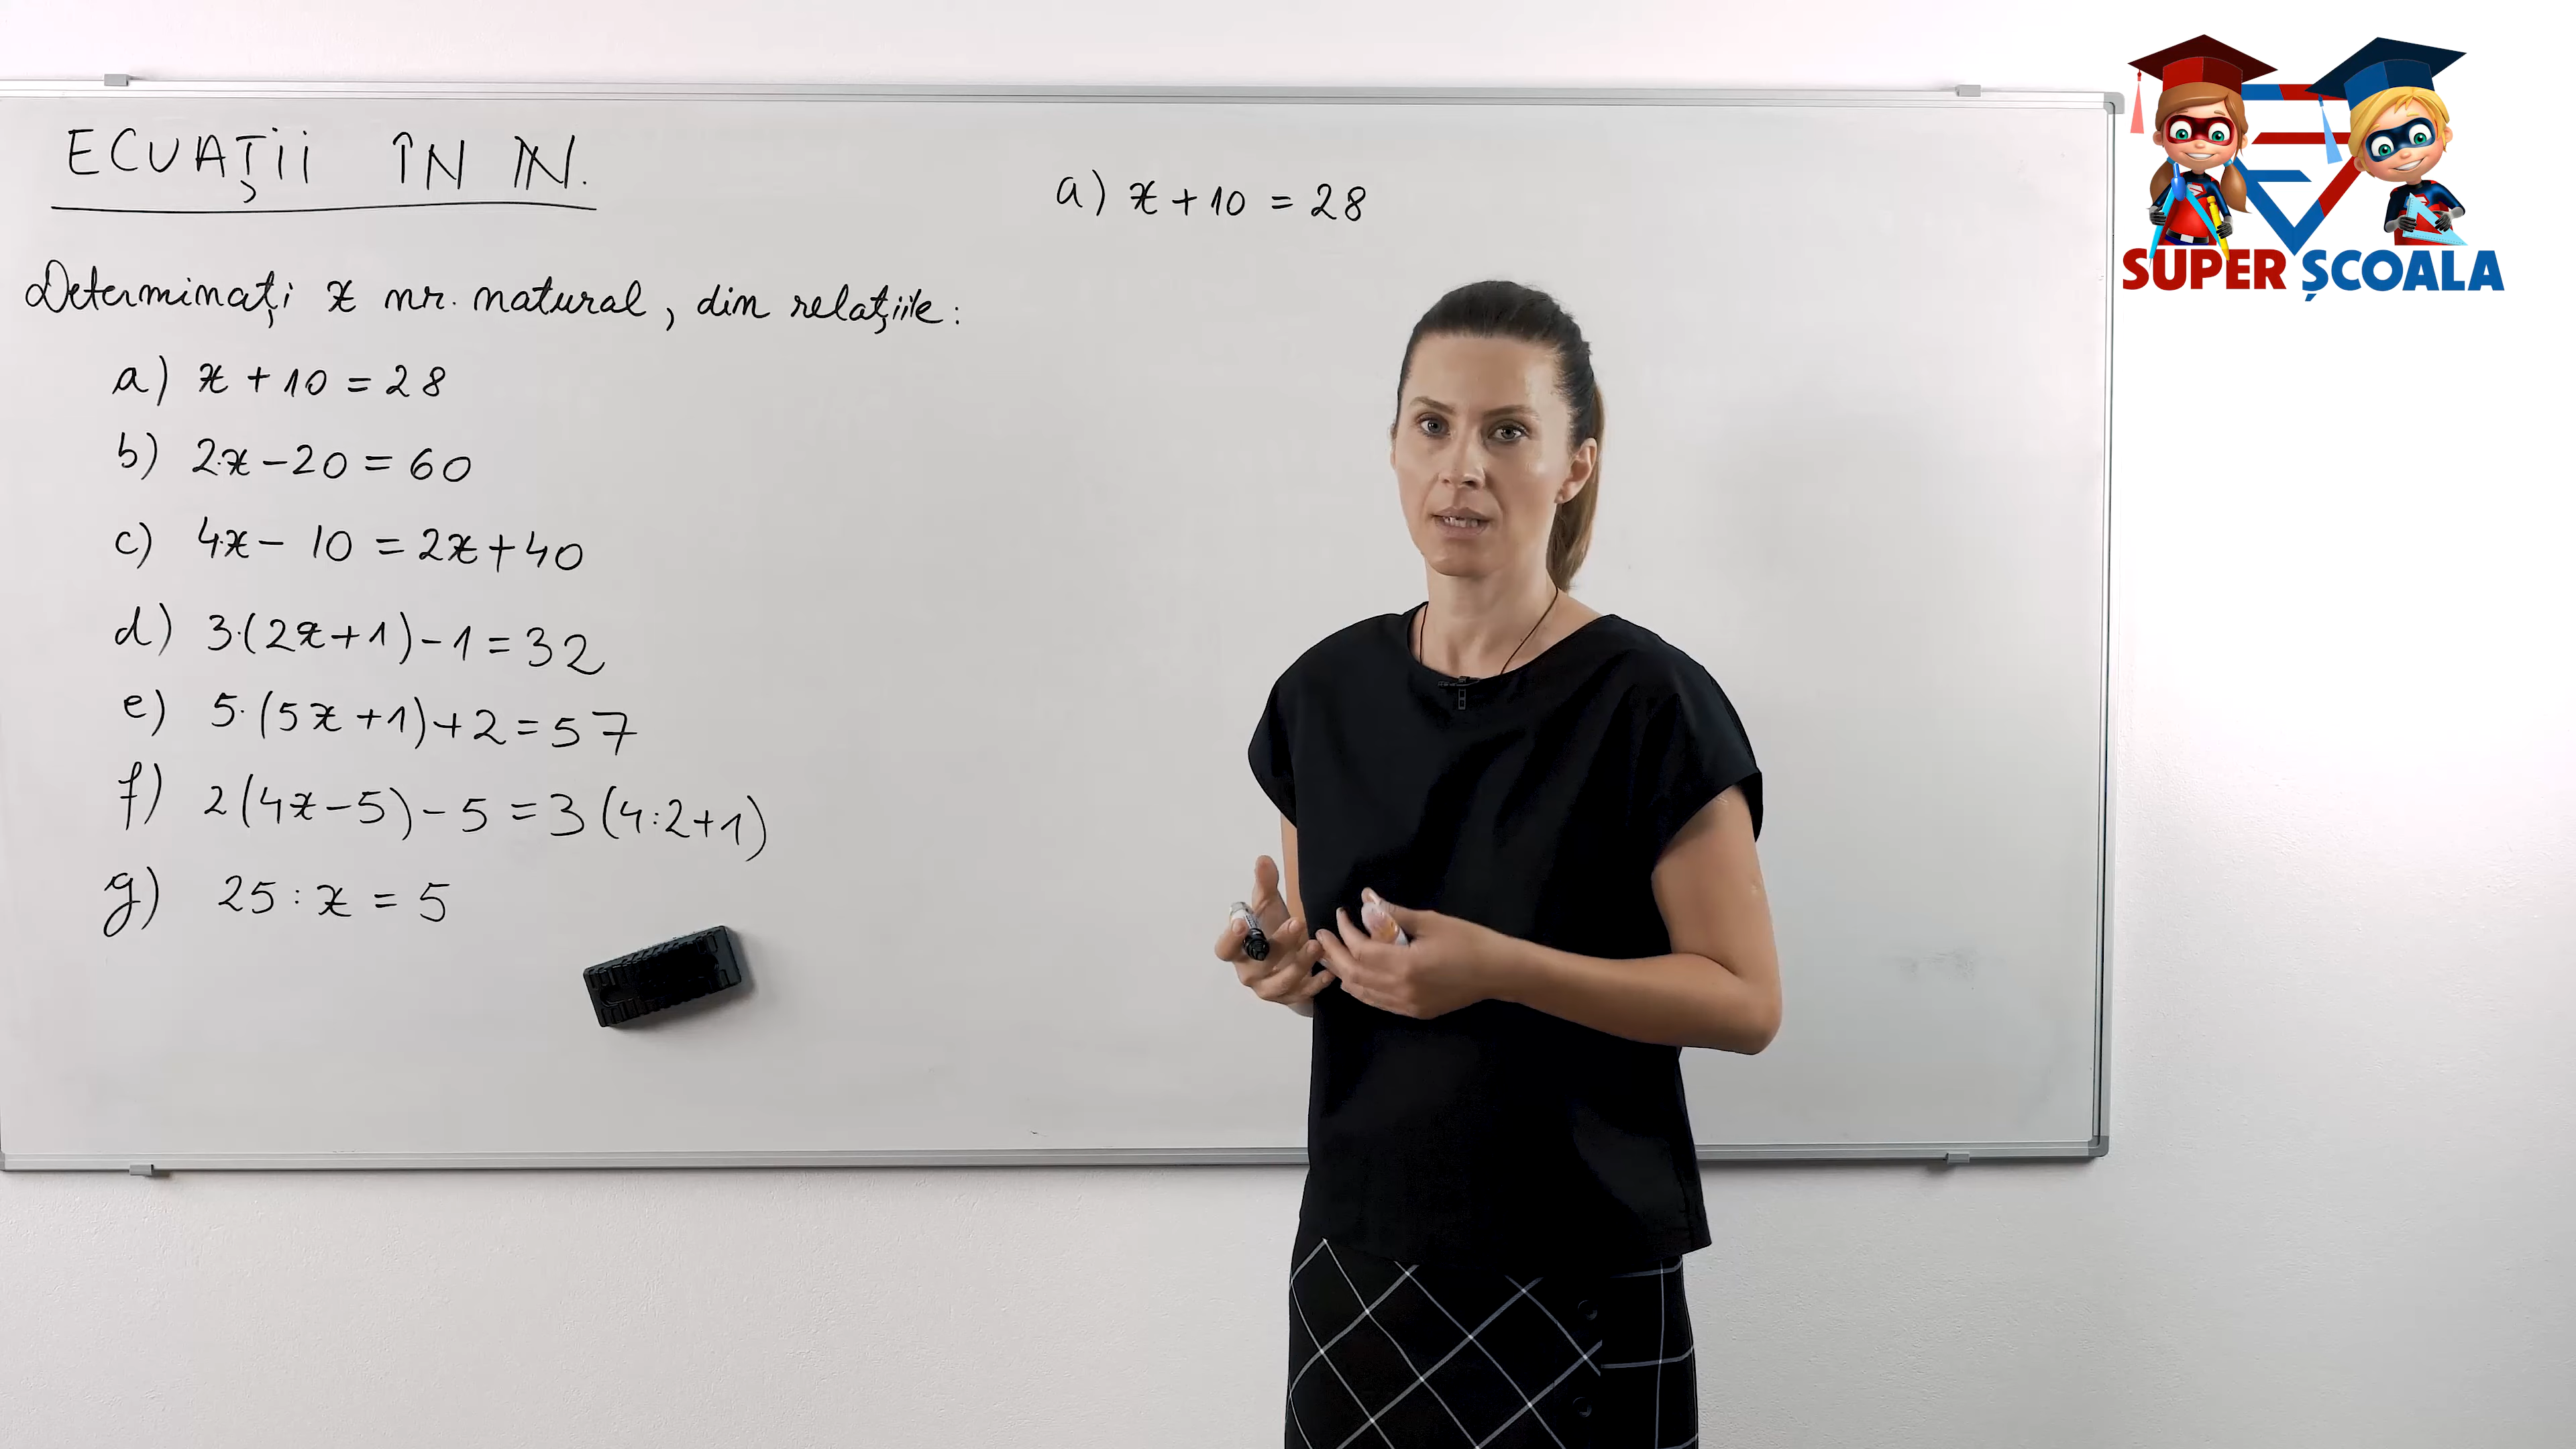 ECUAȚII ÎN ℕ.
Determinați x nr. natural, din relațiile:
a) x + 10 = 28
b) 2·x - 20 = 60
c) 4·x - 10 = 2x + 40
d) 3·(2x + 1) - 1 = 32
e) 5·(5x + 1) + 2 = 57
f) 2(4x - 5) - 5 = 3(4:2+1)
g) 25 : x = 5
a) x + 10 = 28
SUPER ȘCOALA